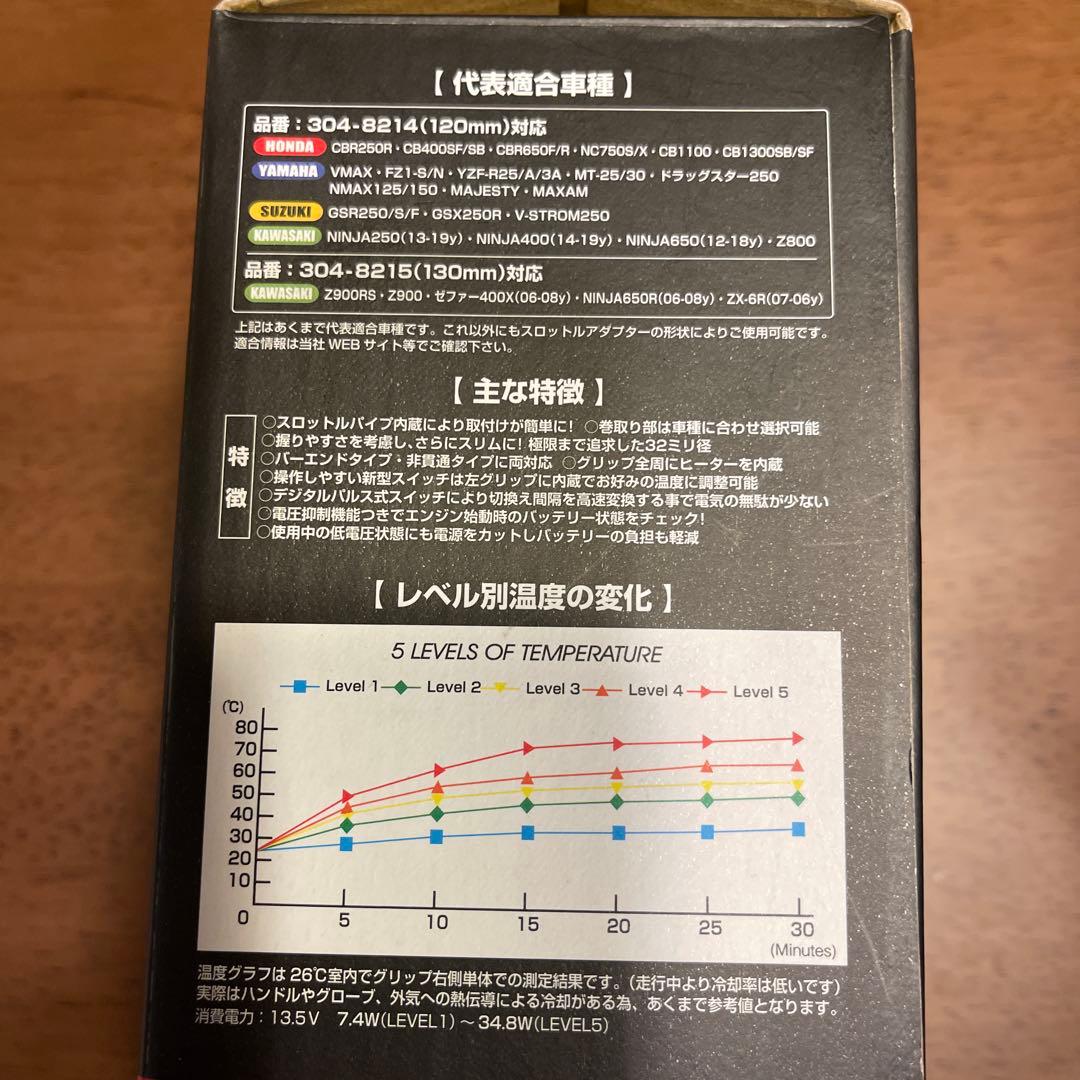 【 代表適合車種 】
品番：304-8214(120mm)対応
HONDA CBR250R・CB400SF/SB・CBR650F/R・NC750S/X・CB1100・CB1300SB/SF
YAMAHA VMAX・FZ1-S/N・YZF-R25/A/3A・MT-25/30・ドラッグスター250
NMAX125/150・MAJESTY・MAXAM
SUZUKI GSR250/S/F・GSX250R・V-STROM250
KAWASAKI NINJA250(13-19y)・NINJA400(14-19y)・NINJA650(12-18y)・Z800
品番：304-8215(130mm)対応
KAWASAKI Z900RS・Z900・ゼファー400X(06-08y)・NINJA650R(06-08y)・ZX-6R(07-06y)
上記はあくまで代表適合車種です。これ以外にもスロットルアダプターの形状によりご使用可能です。
適合情報は当社 WEB サイト等でご確認下さい。
【 主な特徴 】
特徴
○スロットルパイプ内蔵により取付けが簡単に! ○巻取り部は車種に合わせ選択可能
○握りやすさを考慮し、さらにスリムに! 極限まで追求した32ミリ径
○バーエンドタイプ・非貫通タイプに両対応 ○グリップ全周にヒーターを内蔵
○操作しやすい新型スイッチは左グリップに内蔵でお好みの温度に調整可能
○デジタルパルス式スイッチにより切換え間隔を高速変換する事で電気の無駄が少ない
○電圧抑制機能つきでエンジン始動時のバッテリー状態をチェック!
○使用中の低電圧状態にも電源をカットしバッテリーの負担も軽減
【 レベル別温度の変化 】
5 LEVELS OF TEMPERATURE
Level 1 Level 2 Level 3 Level 4 Level 5
(℃)
80
70
60
50
40
30
20
10
0 5 10 15 20 25 30
(Minutes)
温度グラフは 26℃室内でグリップ右側単体での測定結果です。(走行中より冷却率は低いです)
実際はハンドルやグローブ、外気への熱伝導による冷却がある為、あくまで参考値となります。
消費電力：13.5V 7.4W(LEVEL1)～34.8W(LEVEL5)